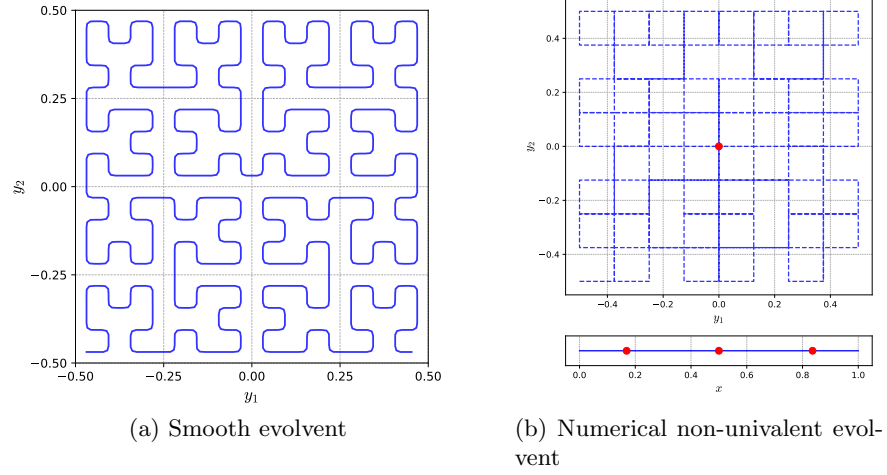 0.50
0.25
0.00
−0.25
−0.50
y2
−0.50 −0.25 0.00 0.25 0.50
y1
(a) Smooth evolvent
0.4
0.2
0.0
−0.2
−0.4
y2
−0.4 −0.2 0.0 0.2 0.4
y1
0.0 0.2 0.4 0.6 0.8 1.0
x
(b) Numerical non-univalent evol-
vent